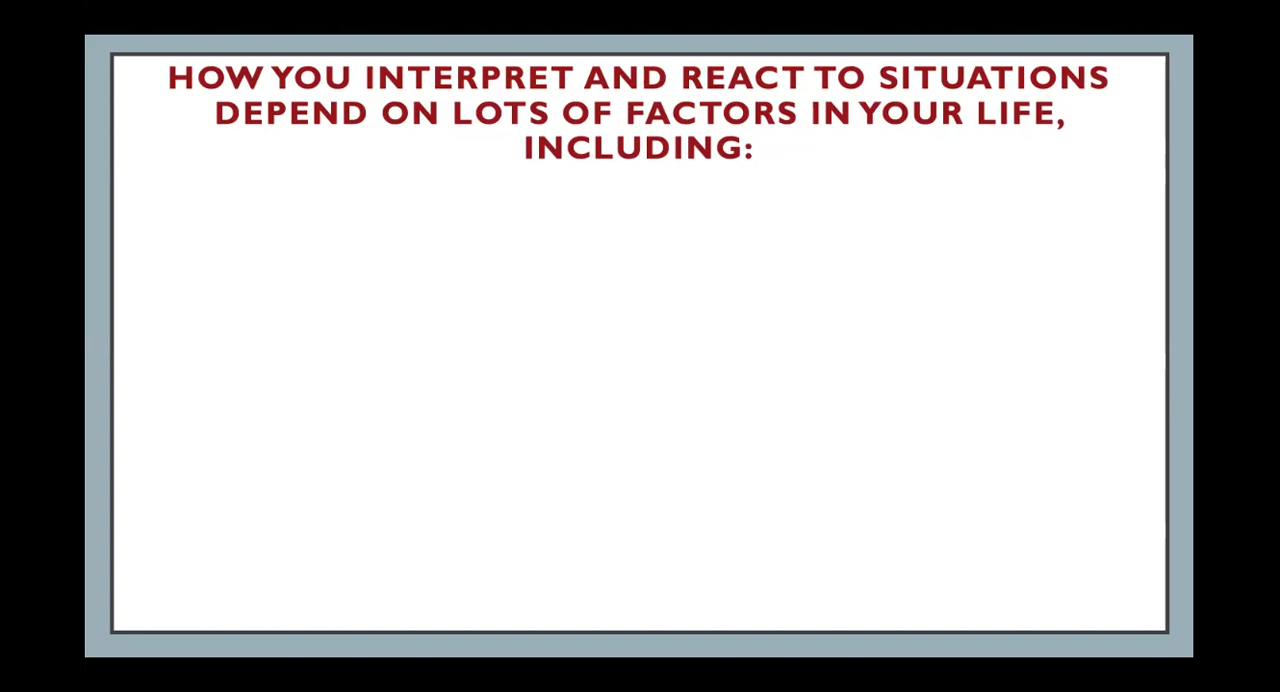 HOW YOU INTERPRET AND REACT TO SITUATIONS
DEPEND ON LOTS OF FACTORS IN YOUR LIFE,
INCLUDING: